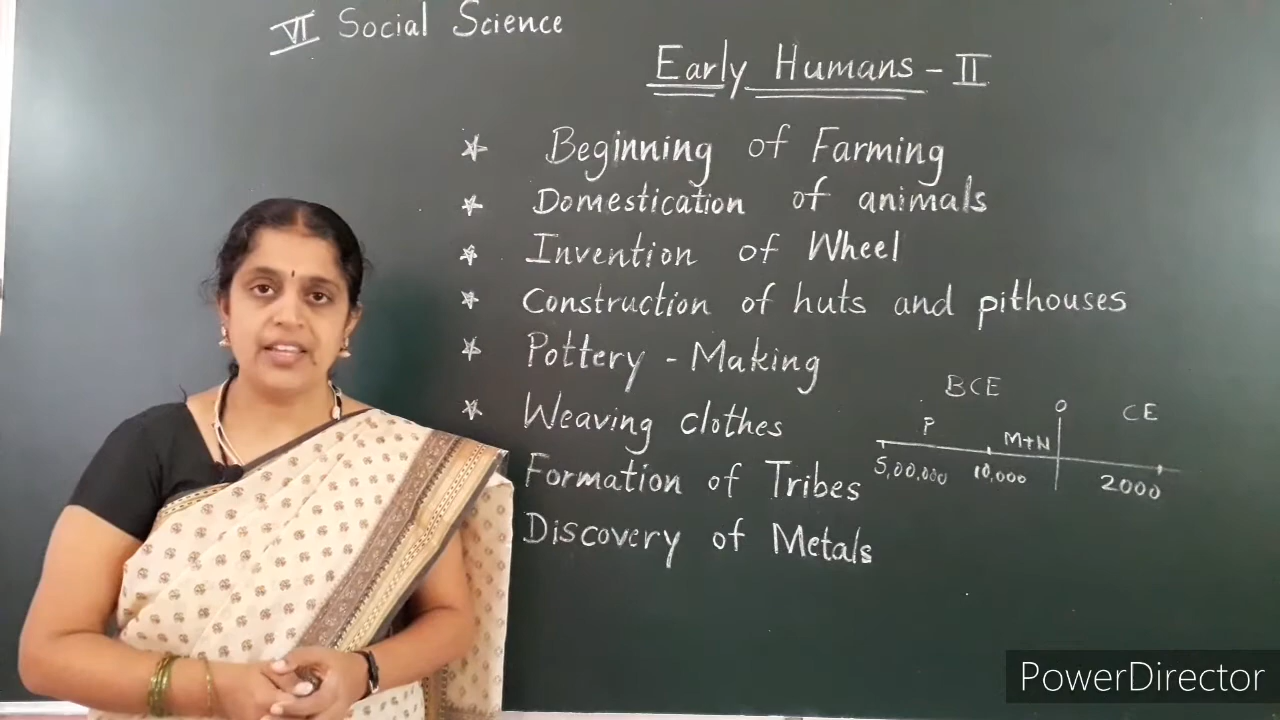 VI Social Science
Early Humans - II
* Beginning of Farming
* Domestication of animals
* Invention of Wheel
* Construction of huts and pithouses
* Pottery - Making
* Weaving clothes
Formation of Tribes
Discovery of Metals
BCE 0 CE
P M+N
5,00,000 10,000 2000
PowerDirector